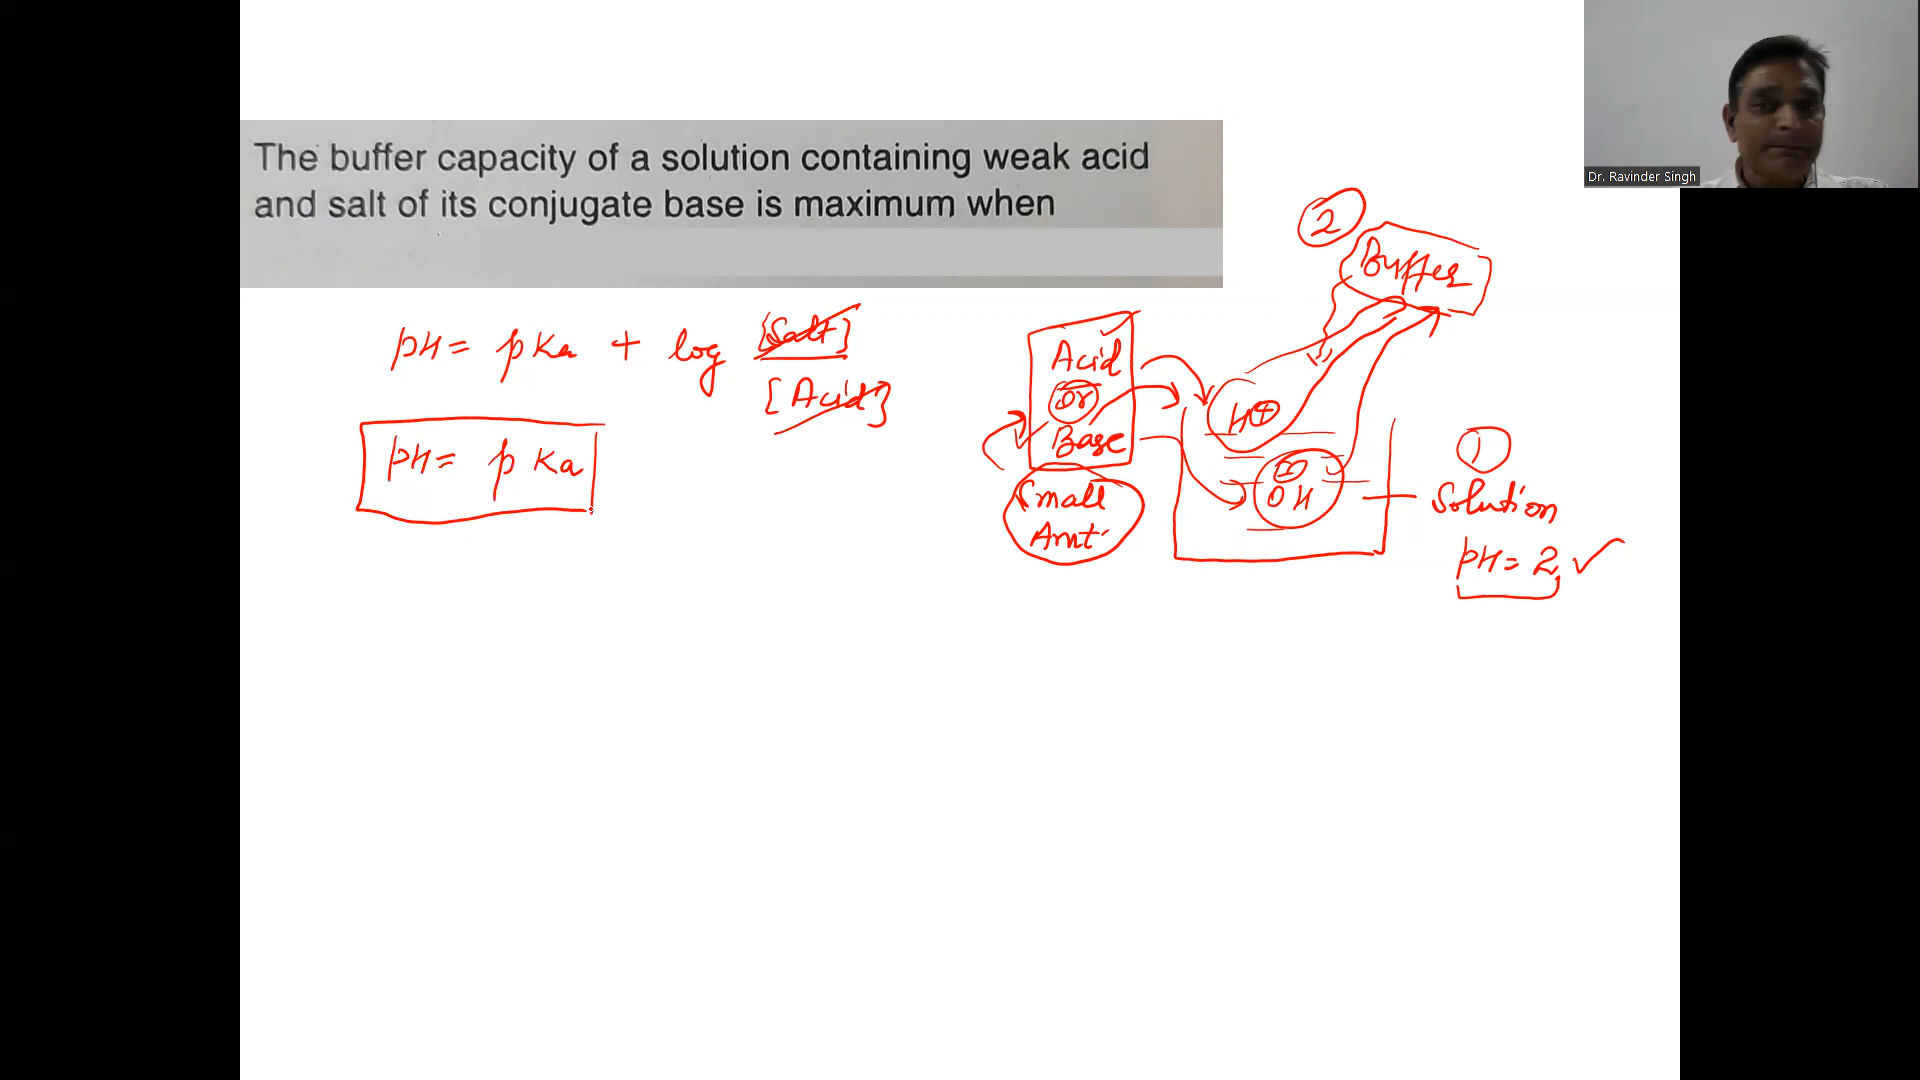 The buffer capacity of a solution containing weak acid
and salt of its conjugate base is maximum when
Dr. Ravinder Singh
2
Buffer
pH = pKa + log [Salt]
[Acid]
pH = pKa
Acid
Or
Base
Small
Amt.
H⊕
⊖
OH
1
Solution
pH = 2 ✓